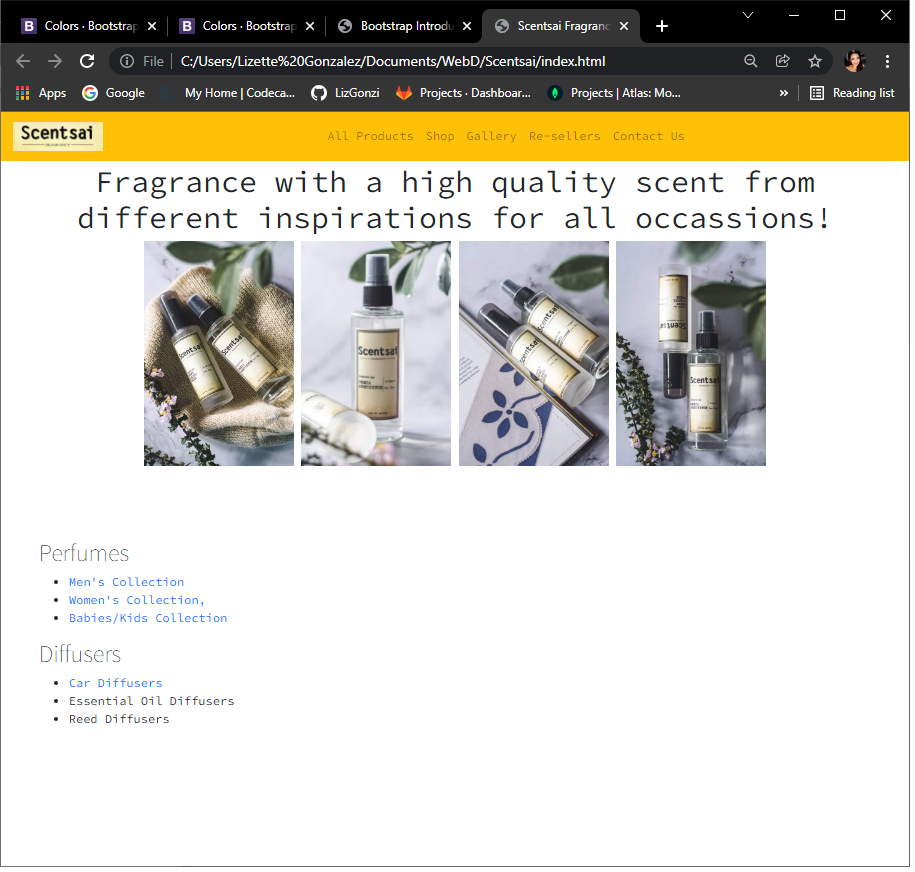 Colors · Bootstrap
Colors · Bootstrap
Bootstrap Introdu
Scentsai Fragranc
File
C:/Users/Lizette%20Gonzalez/Documents/WebD/Scentsai/index.html
Apps
Google
My Home | Codeca...
LizGonzi
Projects · Dashboar...
Projects | Atlas: Mo...
»
Reading list
Scentsai
All Products Shop Gallery Re-sellers Contact Us
Fragrance with a high quality scent from
different inspirations for all occassions!
Scentsai
Scentsai
Scentsai
Scentsai
Scentsai
Scentsai
Scentsai
Perfumes
Men's Collection
Women's Collection,
Babies/Kids Collection
Diffusers
Car Diffusers
Essential Oil Diffusers
Reed Diffusers